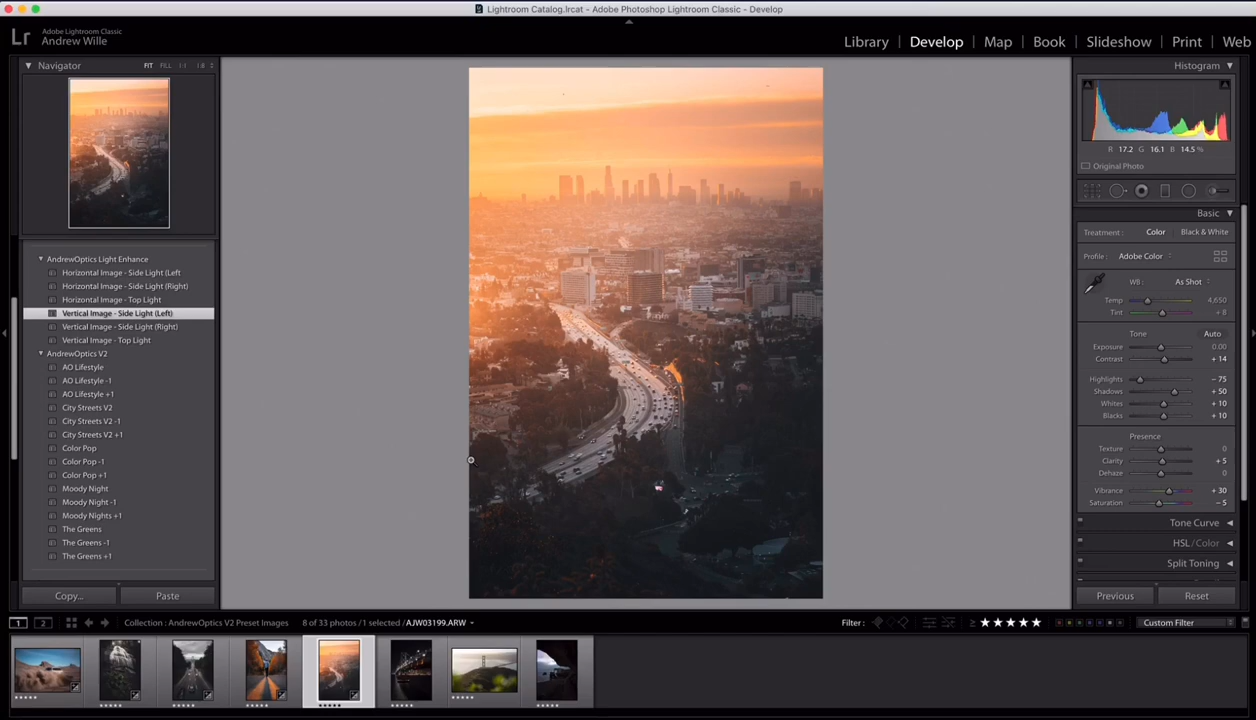 Lightroom Catalog.lrcat - Adobe Photoshop Lightroom Classic - Develop
Lr
Adobe Lightroom Classic
Andrew Wille
Library
Develop
Map
Book
Slideshow
Print
Web
Navigator
FIT
FILL
1:1
1:8
AndrewOptics Light Enhance
Horizontal Image - Side Light (Left
Horizontal Image - Side Light (Right)
Horizontal Image - Top Light
Vertical Image - Side Light (Left)
Vertical Image - Side Light (Right)
Vertical Image - Top Light
AndrewOptics V2
AO Lifestyle
AO Lifestyle -1
AO Lifestyle +1
City Streets V2
City Streets V2 -1
City Streets V2 +1
Color Pop
Color Pop -1
Color Pop +1
Moody Night
Moody Night -1
Moody Nights +1
The Greens
The Greens -1
The Greens +1
Copy...
Paste
Histogram
R 17.2 G 16.1 B 14.5 %
Original Photo
Basic
Treatment : Color Black & White
Profile : Adobe Color
WB : As Shot
Temp 4,650
Tint + 8
Tone Auto
Exposure 0.00
Contrast + 14
Highlights − 75
Shadows + 50
Whites + 10
Blacks + 10
Presence
Texture 0
Clarity + 5
Dehaze 0
Vibrance + 30
Saturation − 5
Tone Curve
HSL / Color
Split Toning
Previous
Reset
1 2
Collection : AndrewOptics V2 Preset Images
8 of 33 photos / 1 selected / AJW03199.ARW
Filter :
Custom Filter